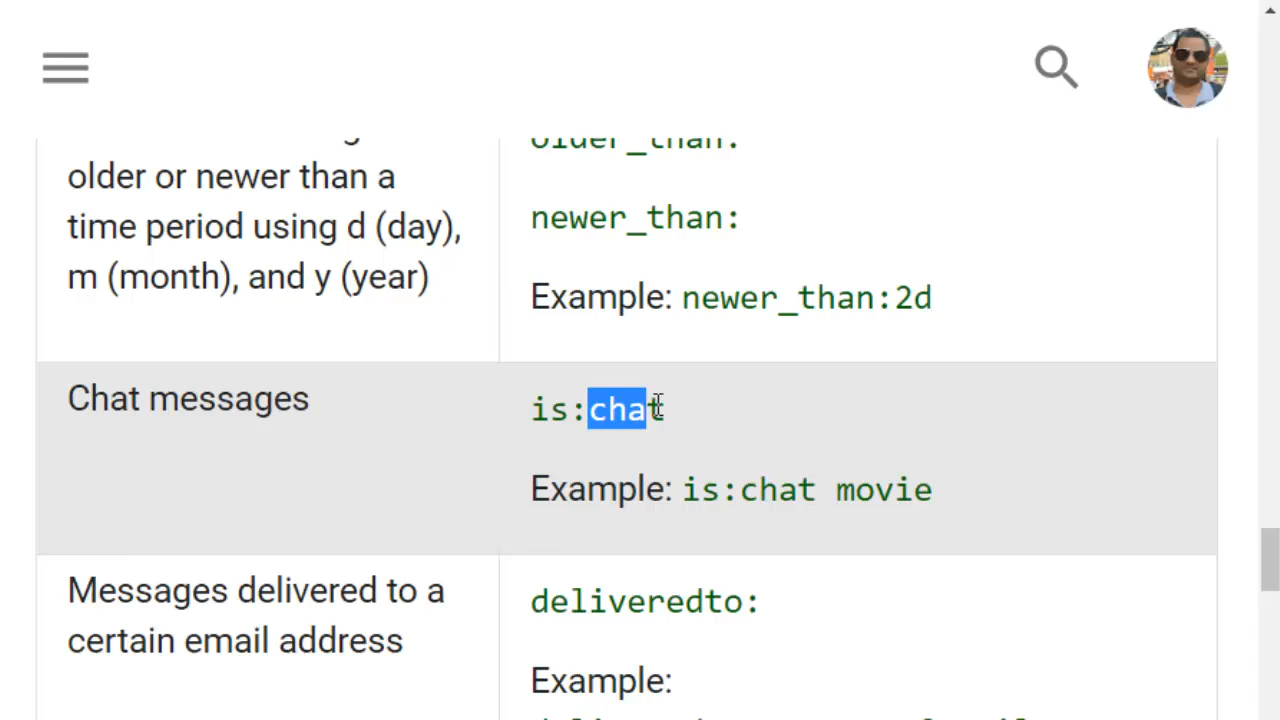 older_than:
older or newer than a
time period using d (day),
m (month), and y (year)
newer_than:
Example: newer_than:2d
Chat messages
is:chat
Example: is:chat movie
Messages delivered to a
certain email address
deliveredto:
Example: